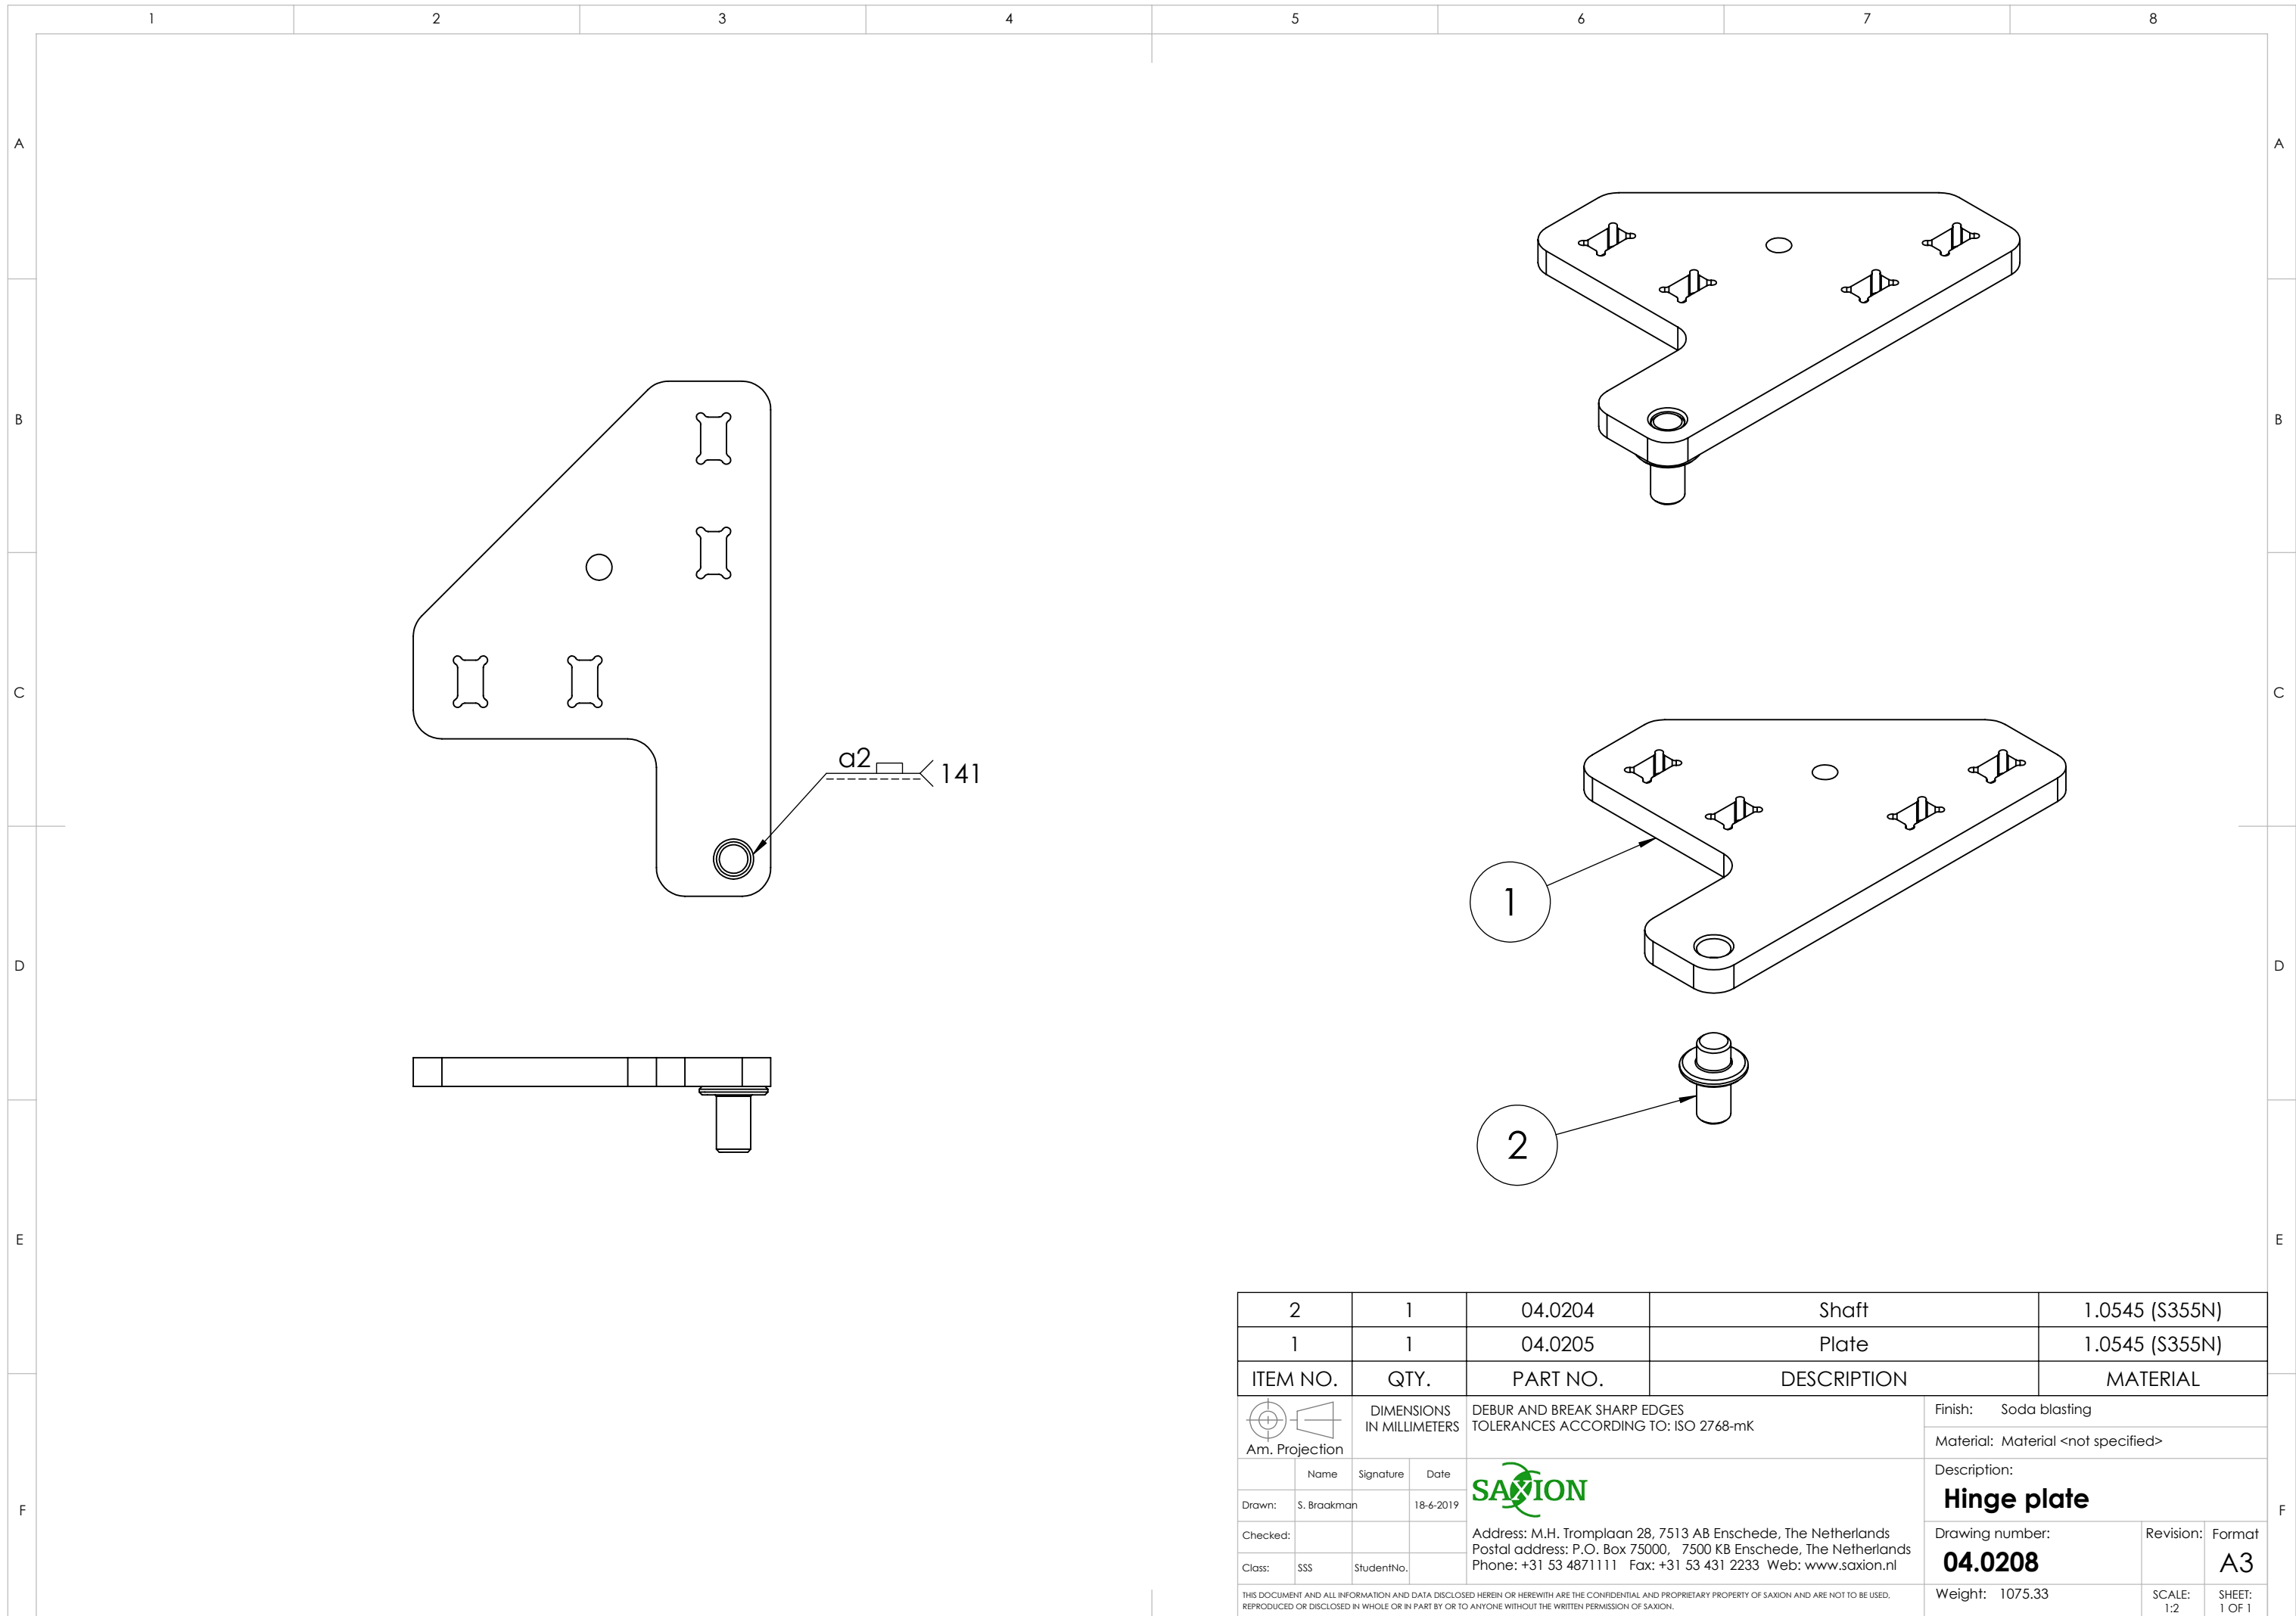 1 2 3 4 5 6 7 8
A A
B B
C C
D D
E E
F F
a2 141
1
2
2 1 04.0204 Shaft 1.0545 (S355N)
1 1 04.0205 Plate 1.0545 (S355N)
ITEM NO. QTY. PART NO. DESCRIPTION MATERIAL
Am. Projection
DIMENSIONS
IN MILLIMETERS
DEBUR AND BREAK SHARP EDGES
TOLERANCES ACCORDING TO: ISO 2768-mK
Finish: Soda blasting
Material: Material <not specified>
Name Signature Date
Drawn: S. Braakman 18-6-2019
Checked:
Class: SSS StudentNo.
SAXION
Address: M.H. Tromplaan 28, 7513 AB Enschede, The Netherlands
Postal address: P.O. Box 75000, 7500 KB Enschede, The Netherlands
Phone: +31 53 4871111 Fax: +31 53 431 2233 Web: www.saxion.nl
Description:
Hinge plate
Drawing number:
04.0208
Revision:
Format
A3
THIS DOCUMENT AND ALL INFORMATION AND DATA DISCLOSED HEREIN OR HEREWITH ARE THE CONFIDENTIAL AND PROPRIETARY PROPERTY OF SAXION AND ARE NOT TO BE USED,
REPRODUCED OR DISCLOSED IN WHOLE OR IN PART BY OR TO ANYONE WITHOUT THE WRITTEN PERMISSION OF SAXION.
Weight: 1075.33
SCALE:
1:2
SHEET:
1 OF 1